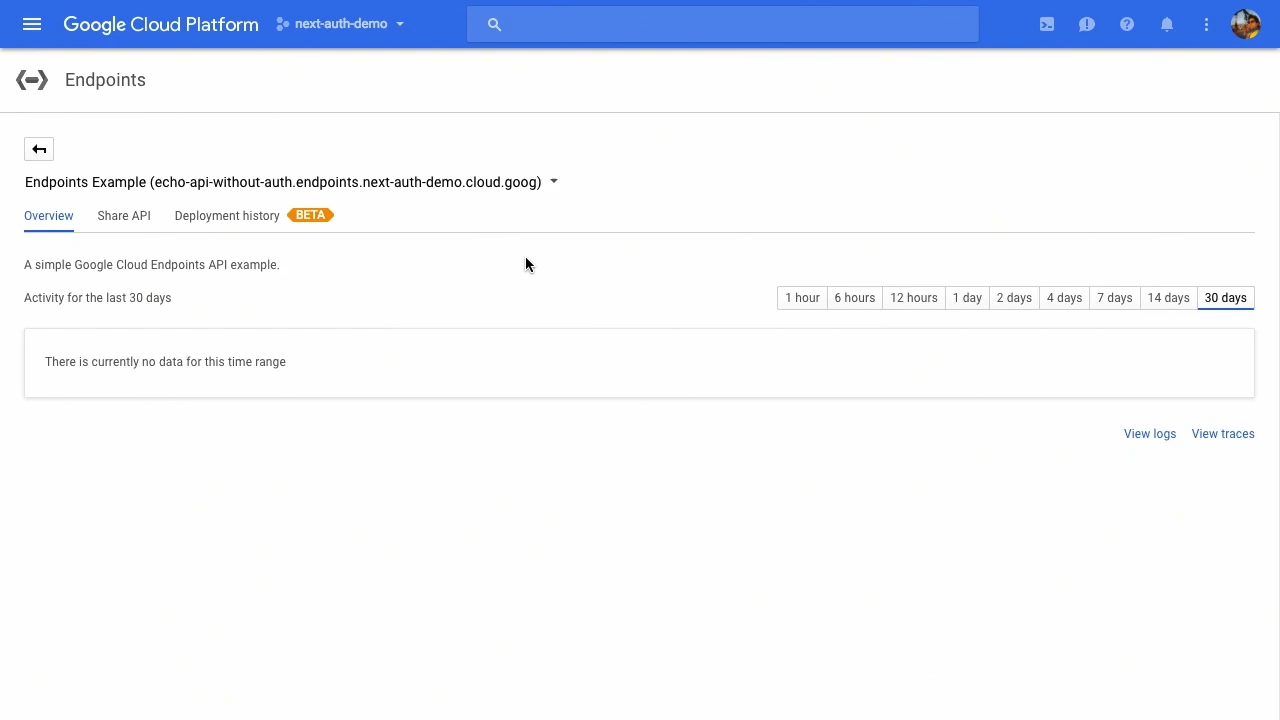 Google Cloud Platform next-auth-demo
Endpoints
Endpoints Example (echo-api-without-auth.endpoints.next-auth-demo.cloud.goog)
Overview Share API Deployment history BETA
A simple Google Cloud Endpoints API example.
Activity for the last 30 days 1 hour 6 hours 12 hours 1 day 2 days 4 days 7 days 14 days 30 days
There is currently no data for this time range
View logs View traces